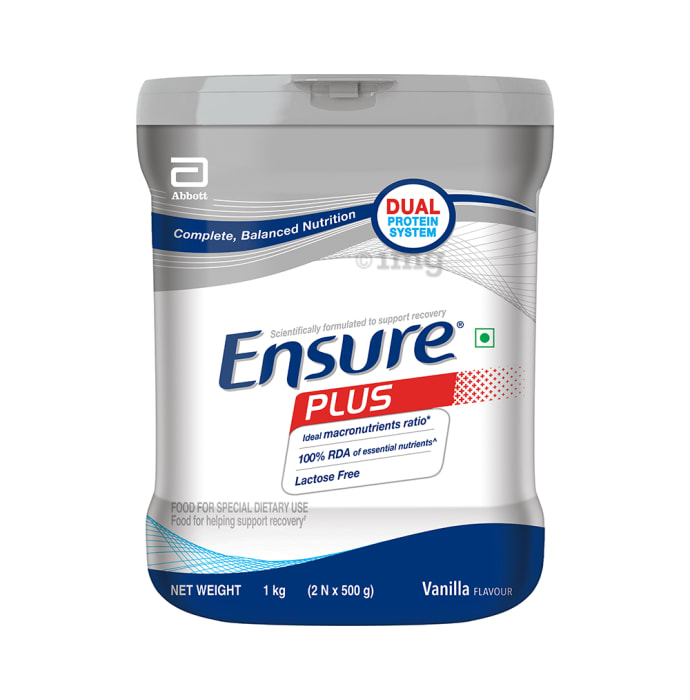 Abbott
Complete, Balanced Nutrition
DUAL
PROTEIN
SYSTEM
©1mg
Scientifically formulated to support recovery
Ensure®
PLUS
Ideal macronutrients ratio*
100% RDA of essential nutrients^
Lactose Free
FOOD FOR SPECIAL DIETARY USE
Food for helping support recovery†
NET WEIGHT 1 kg (2 N x 500 g)
Vanilla FLAVOUR